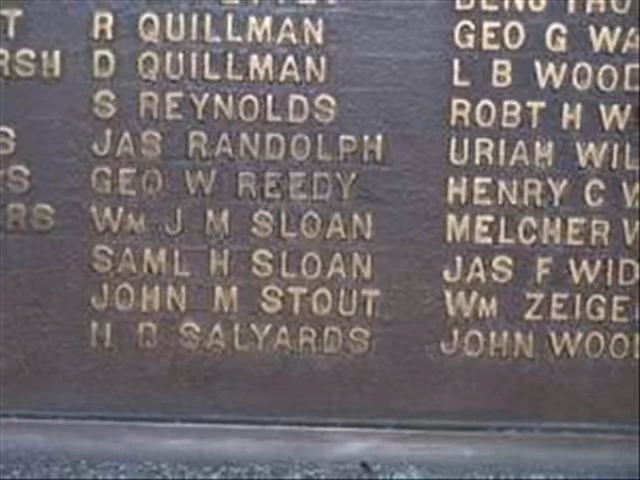 R QUILLMAN
D QUILLMAN
S REYNOLDS
JAS RANDOLPH
GEO W REEDY
WM J M SLOAN
SAML H SLOAN
JOHN M STOUT
H B SALYARDS
GEO G WA
L B WOOD
ROBT H W
URIAH WIL
HENRY C W
MELCHER W
JAS F WID
WM ZEIGE
JOHN WOO